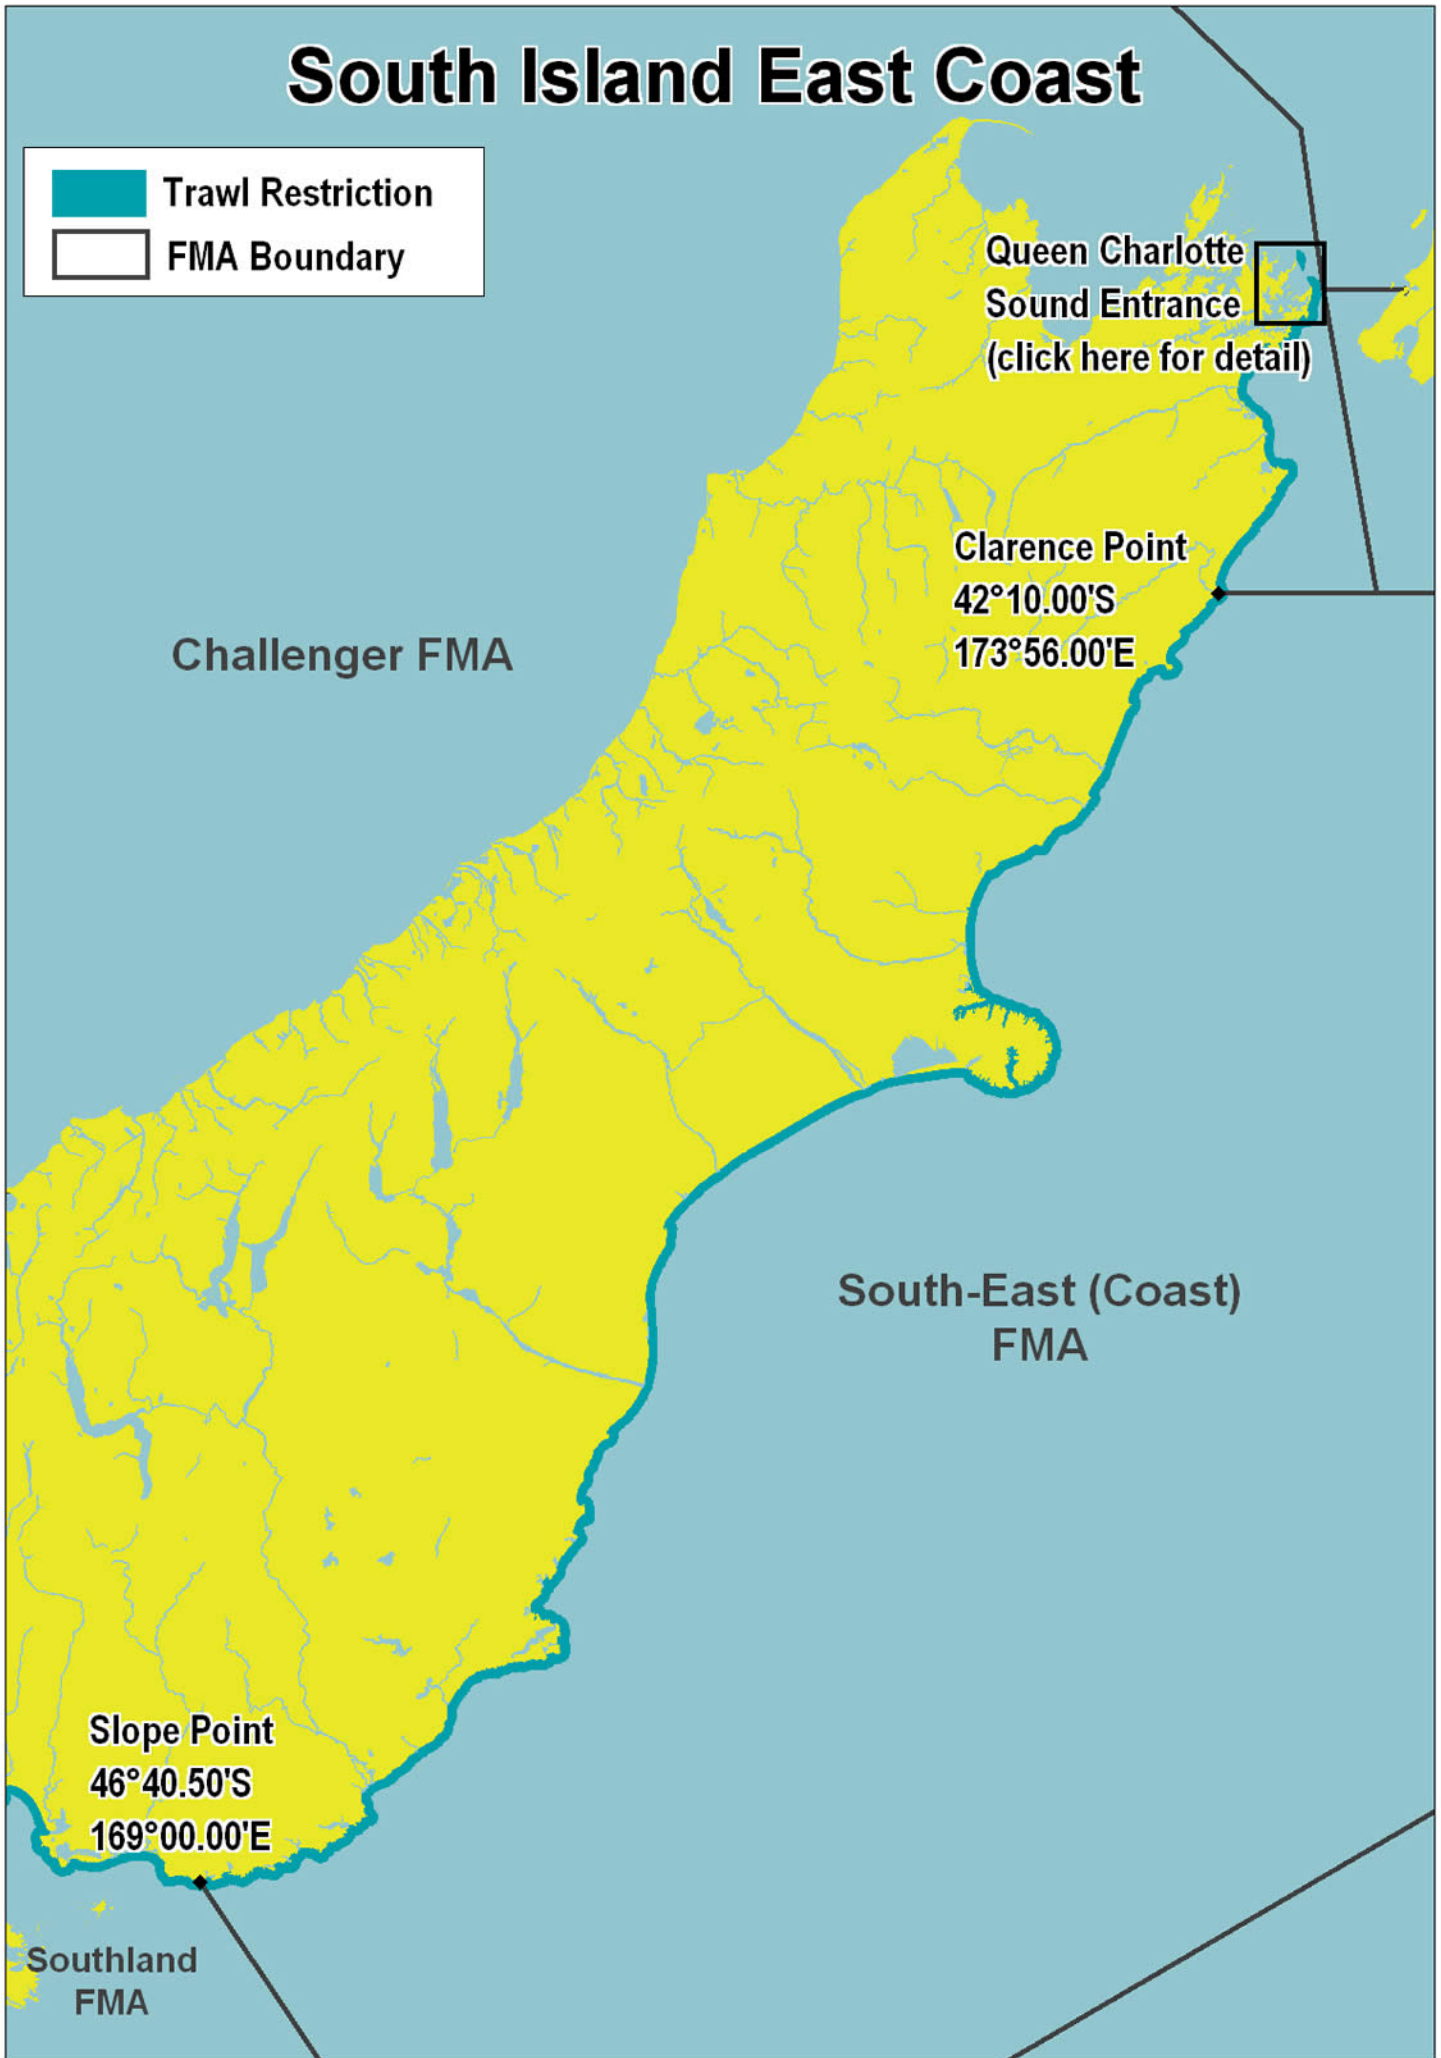 South Island East Coast
Trawl Restriction
FMA Boundary
Queen Charlotte
Sound Entrance
(click here for detail)
Clarence Point
42°10.00'S
173°56.00'E
Challenger FMA
South-East (Coast)
FMA
Slope Point
46°40.50'S
169°00.00'E
Southland
FMA